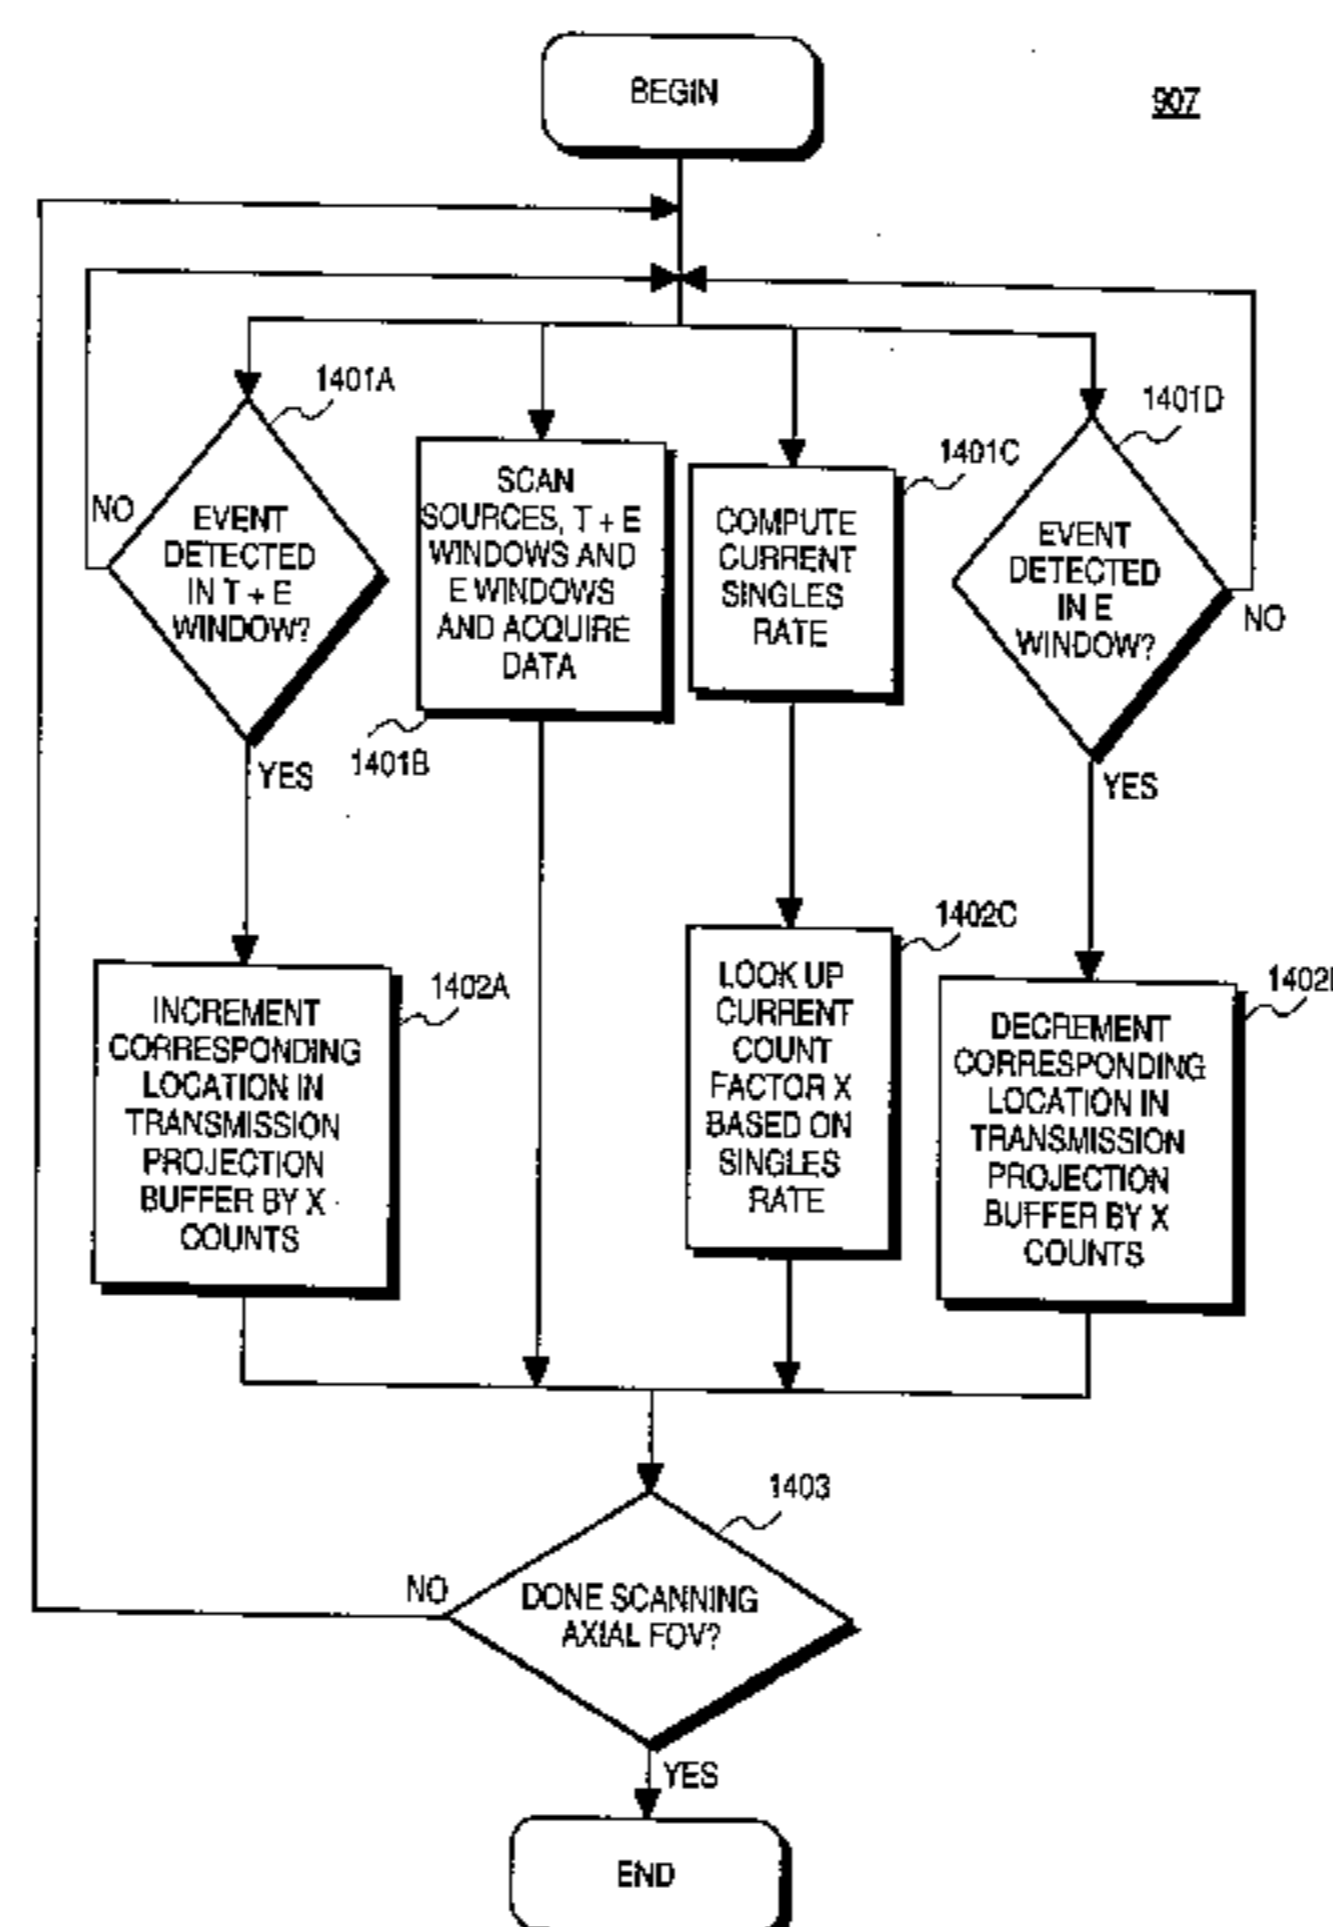 BEGIN
907
1401A
1401D
1401C
NO
EVENT
DETECTED
IN T + E
WINDOW?
SCAN
SOURCES, T + E
WINDOWS AND
E WINDOWS
AND ACQUIRE
DATA
COMPUTE
CURRENT
SINGLES
RATE
EVENT
DETECTED
IN E
WINDOW?
NO
YES
1401B
YES
1402A
1402C
1402
INCREMENT
CORRESPONDING
LOCATION IN
TRANSMISSION
PROJECTION
BUFFER BY X
COUNTS
LOOK UP
CURRENT
COUNT
FACTOR X
BASED ON
SINGLES
RATE
DECREMENT
CORRESPONDING
LOCATION IN
TRANSMISSION
PROJECTION
BUFFER BY X
COUNTS
1403
NO
DONE SCANNING
AXIAL FOV?
YES
END